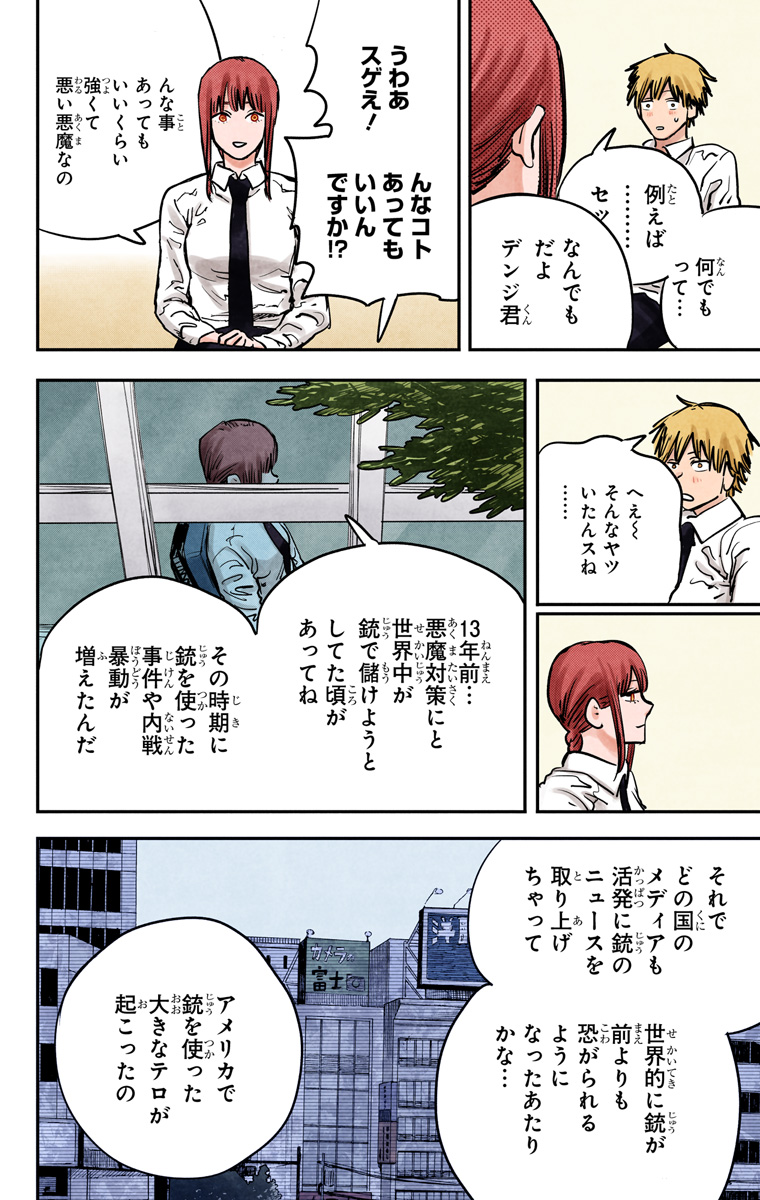 何でも
って…
例えば
………
セッ
なんでも
だよ
デンジ君
うわあ
スゲえ！
んなコト
あっても
いいん
ですか!?
んな事
あっても
いいくらい
強くて
悪い悪魔なの
へえ〜
そんなヤツ
いたんスね
……
13年前…
悪魔対策にと
世界中が
銃で儲けようと
してた頃が
あってね
その時期に
銃を使った
事件や内戦
暴動が
増えたんだ
それで
どの国の
メディアも
活発に銃の
ニュースを
取り上げ
ちゃって
世界的に銃が
前よりも
恐がられる
ように
なったあたり
かな…
カメラ
富士
洋
アメリカで
銃を使った
大きなテロが
起こったの